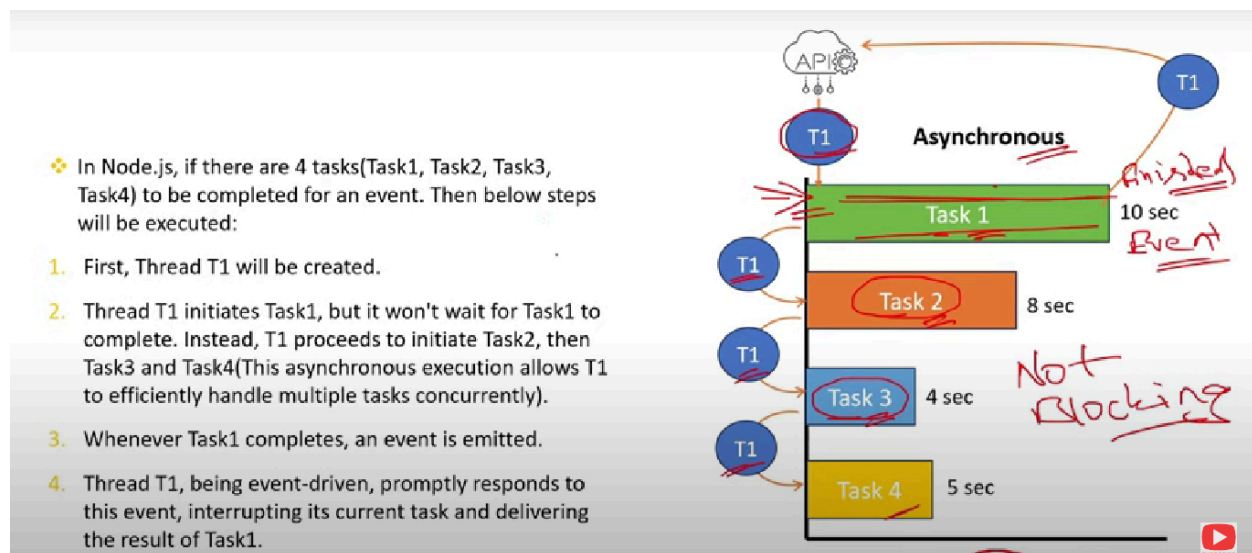 In Node.js, if there are 4 tasks(Task1, Task2, Task3,
Task4) to be completed for an event. Then below steps
will be executed:
1. First, Thread T1 will be created.
2. Thread T1 initiates Task1, but it won't wait for Task1 to
complete. Instead, T1 proceeds to initiate Task2, then
Task3 and Task4(This asynchronous execution allows T1
to efficiently handle multiple tasks concurrently).
3. Whenever Task1 completes, an event is emitted.
4. Thread T1, being event-driven, promptly responds to
this event, interrupting its current task and delivering
the result of Task1.
API
T1
T1
Asynchronous
Finished
Task 1
10 sec
Event
T1
Task 2
8 sec
T1
Not
Blocking
Task 3
4 sec
T1
Task 4
5 sec